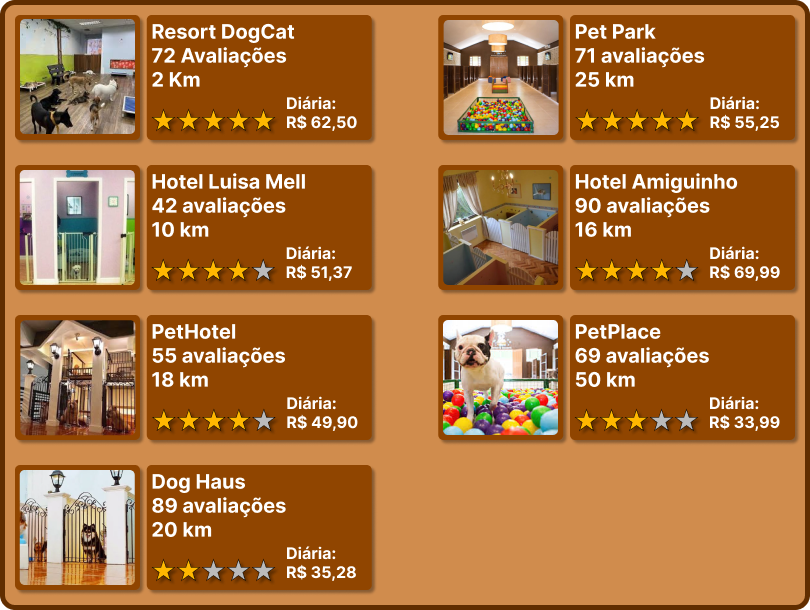 Resort DogCat
72 Avaliações
2 Km
Diária:
R$ 62,50
Pet Park
71 avaliações
25 km
Diária:
R$ 55,25
Hotel Luisa Mell
42 avaliações
10 km
Diária:
R$ 51,37
Hotel Amiguinho
90 avaliações
16 km
Diária:
R$ 69,99
PetHotel
55 avaliações
18 km
Diária:
R$ 49,90
PetPlace
69 avaliações
50 km
Diária:
R$ 33,99
Dog Haus
89 avaliações
20 km
Diária:
R$ 35,28